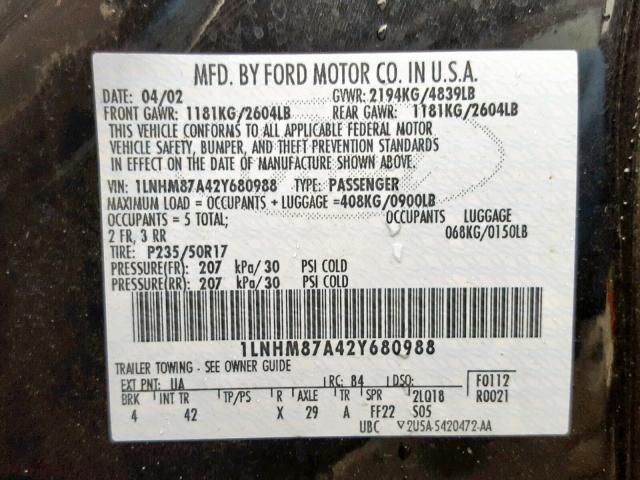 MFD. BY FORD MOTOR CO. IN U.S.A.
DATE: 04/02 GVWR: 2194KG/4839LB
FRONT GAWR: 1181KG/2604LB REAR GAWR: 1181KG/2604LB
THIS VEHICLE CONFORMS TO ALL APPLICABLE FEDERAL MOTOR
VEHICLE SAFETY, BUMPER, AND THEFT PREVENTION STANDARDS
IN EFFECT ON THE DATE OF MANUFACTURE SHOWN ABOVE.
VIN: 1LNHM87A42Y680988 TYPE: PASSENGER
MAXIMUM LOAD = OCCUPANTS + LUGGAGE =408KG/0900LB
OCCUPANTS = 5 TOTAL; OCCUPANTS LUGGAGE
2 FR, 3 RR 068KG/0150LB
TIRE: P235/50R17
PRESSURE(FR): 207 kPa/30 PSI COLD
PRESSURE(RR): 207 kPa/30 PSI COLD
1LNHM87A42Y680988
TRAILER TOWING - SEE OWNER GUIDE
EXT PNT: UA RC: B4 DSO: F0112
BRK INT TR TP/PS R AXLE TR SPR 2LQ18 R0021
4 42 X 29 A FF22 S05
UBC ▽2U5A-5420472-AA